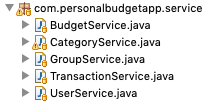 com.personalbudgetapp.service
BudgetService.java
CategoryService.java
GroupService.java
TransactionService.java
UserService.java